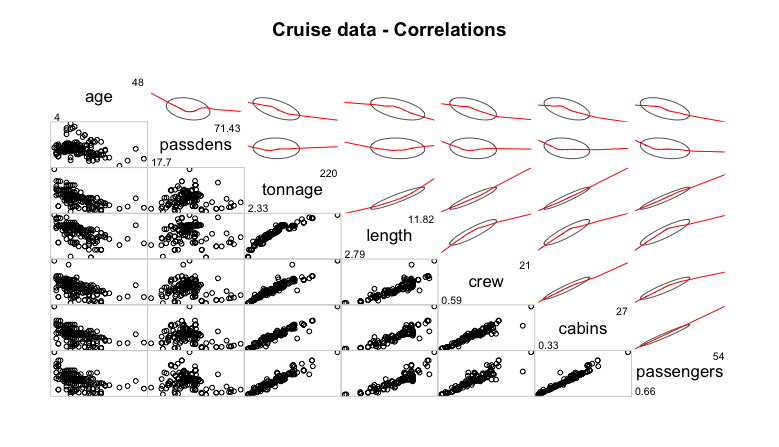 Cruise data - Correlations
48
age
4
71.43
passdens
17.7
220
tonnage
2.33
11.82
length
2.79
21
crew
0.59
27
cabins
0.33
54
passengers
0.66